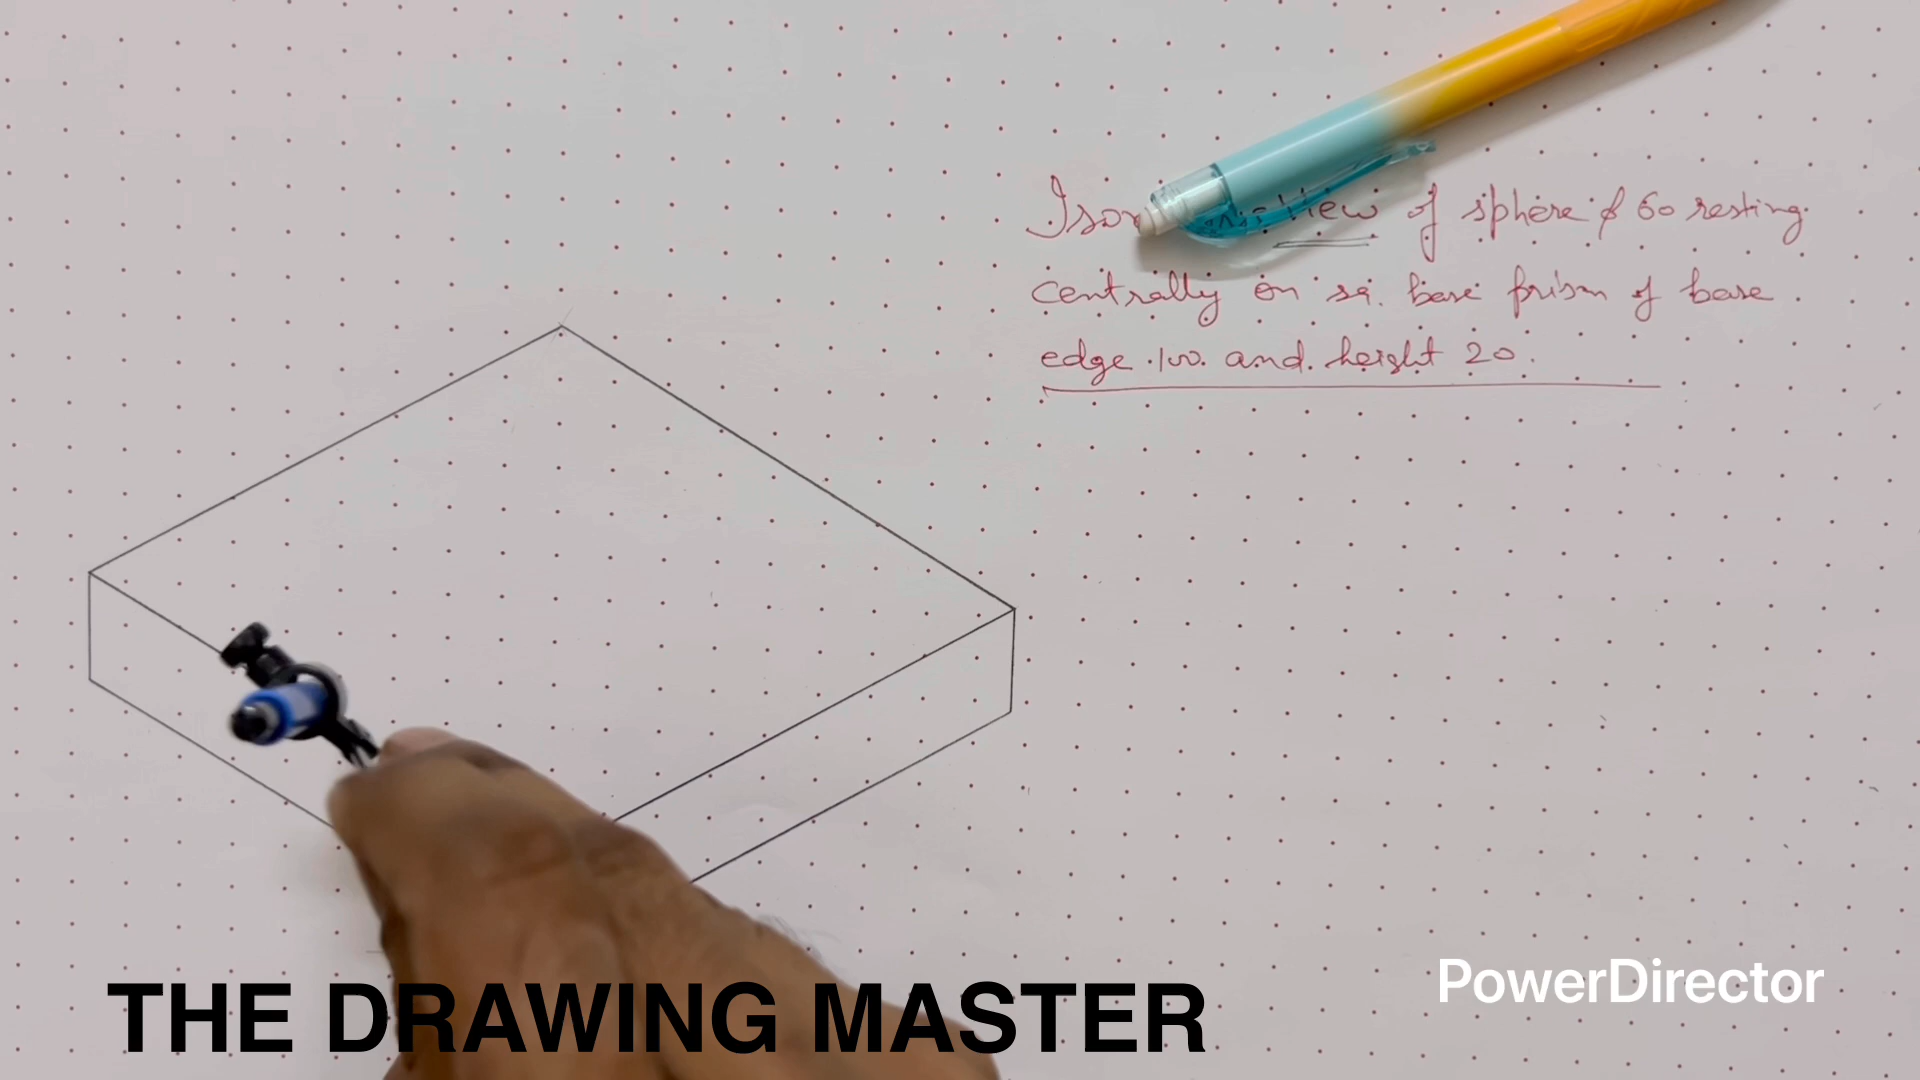 View of sphere ϕ 60 resting
centrally on sq. base prism of base
edge 100 and height 20.
THE DRAWING MASTER
PowerDirector